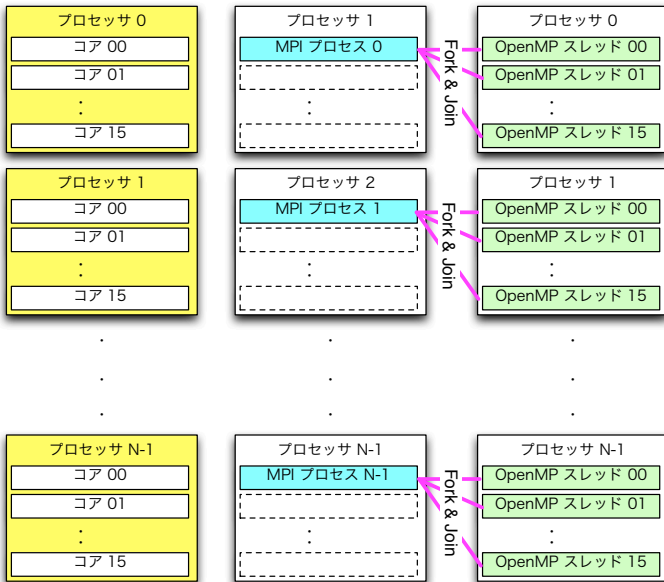 プロセッサ 0
コア 00
コア 01
:
コア 15
プロセッサ 1
MPI プロセス 0
:
Fork & Join
プロセッサ 0
OpenMP スレッド 00
OpenMP スレッド 01
:
OpenMP スレッド 15
プロセッサ 1
コア 00
コア 01
:
コア 15
プロセッサ 2
MPI プロセス 1
:
Fork & Join
プロセッサ 1
OpenMP スレッド 00
OpenMP スレッド 01
:
OpenMP スレッド 15
. . .
. . .
. . .
プロセッサ N-1
コア 00
コア 01
:
コア 15
プロセッサ N-1
MPI プロセス N-1
:
Fork & Join
プロセッサ N-1
OpenMP スレッド 00
OpenMP スレッド 01
:
OpenMP スレッド 15